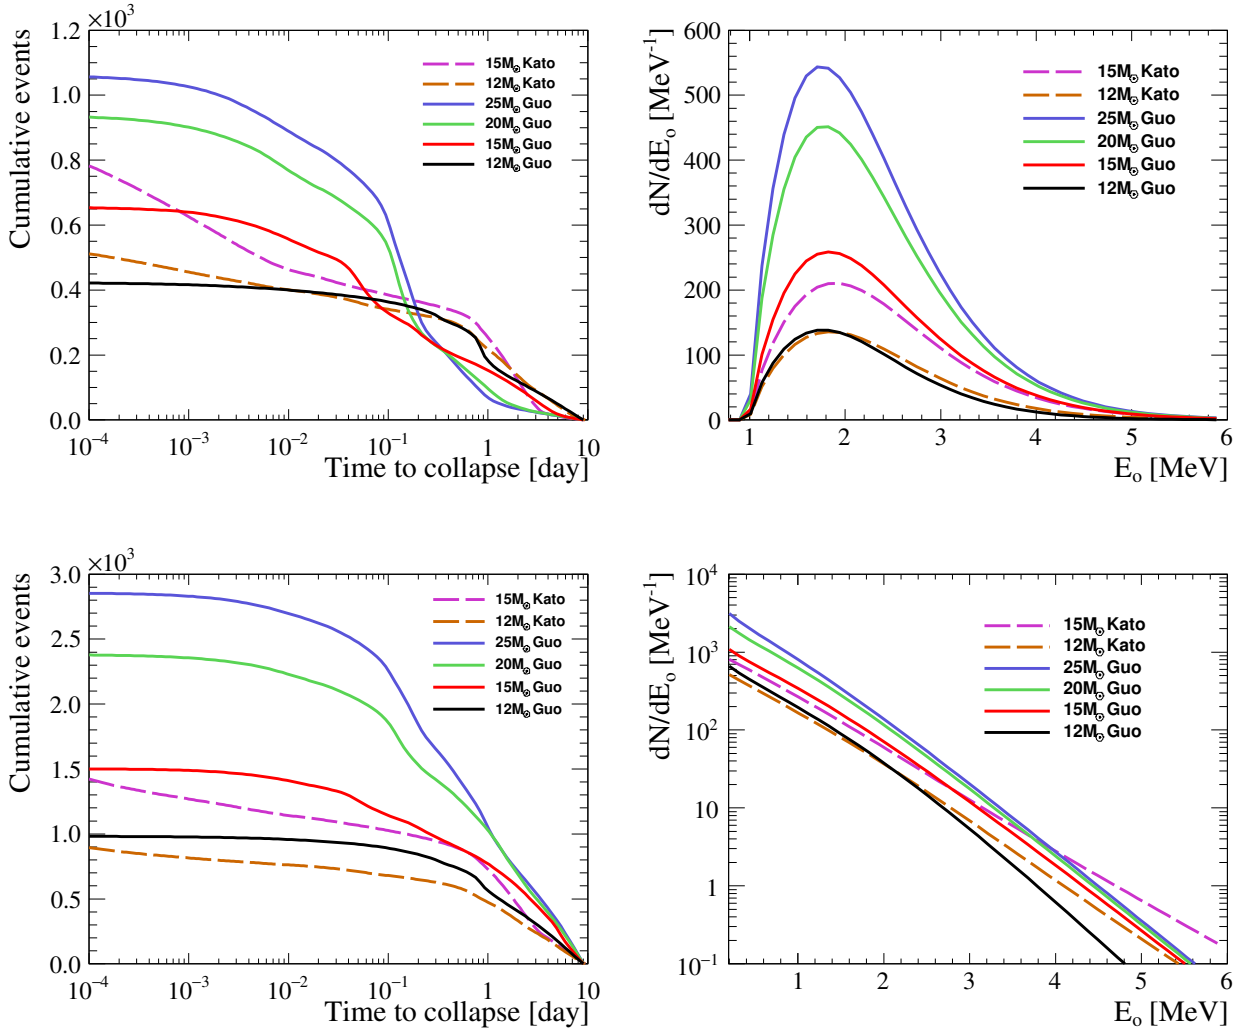 ×10³
Cumulative events
1.2
1.0
0.8
0.6
0.4
0.2
0.0
15M⊙ Kato
12M⊙ Kato
25M⊙ Guo
20M⊙ Guo
15M⊙ Guo
12M⊙ Guo
10⁻⁴ 10⁻³ 10⁻² 10⁻¹ 1 10
Time to collapse [day]
dN/dEₒ [MeV⁻¹]
600
500
400
300
200
100
0
15M⊙ Kato
12M⊙ Kato
25M⊙ Guo
20M⊙ Guo
15M⊙ Guo
12M⊙ Guo
1 2 3 4 5 6
Eₒ [MeV]
×10³
Cumulative events
3.0
2.5
2.0
1.5
1.0
0.5
0.0
15M⊙ Kato
12M⊙ Kato
25M⊙ Guo
20M⊙ Guo
15M⊙ Guo
12M⊙ Guo
10⁻⁴ 10⁻³ 10⁻² 10⁻¹ 1 10
Time to collapse [day]
dN/dEₒ [MeV⁻¹]
10⁴
10³
10²
10
1
10⁻¹
15M⊙ Kato
12M⊙ Kato
25M⊙ Guo
20M⊙ Guo
15M⊙ Guo
12M⊙ Guo
1 2 3 4 5 6
Eₒ [MeV]